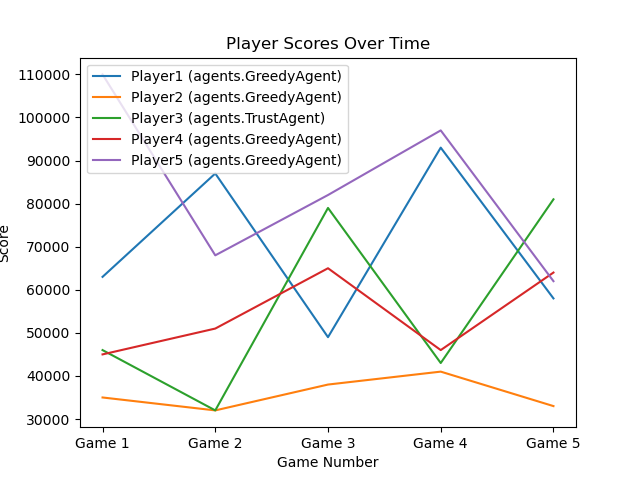 Player Scores Over Time
Player1 (agents.GreedyAgent)
Player2 (agents.GreedyAgent)
Player3 (agents.TrustAgent)
Player4 (agents.GreedyAgent)
Player5 (agents.GreedyAgent)
110000
100000
90000
80000
70000
60000
50000
40000
30000
Score
Game 1 Game 2 Game 3 Game 4 Game 5
Game Number